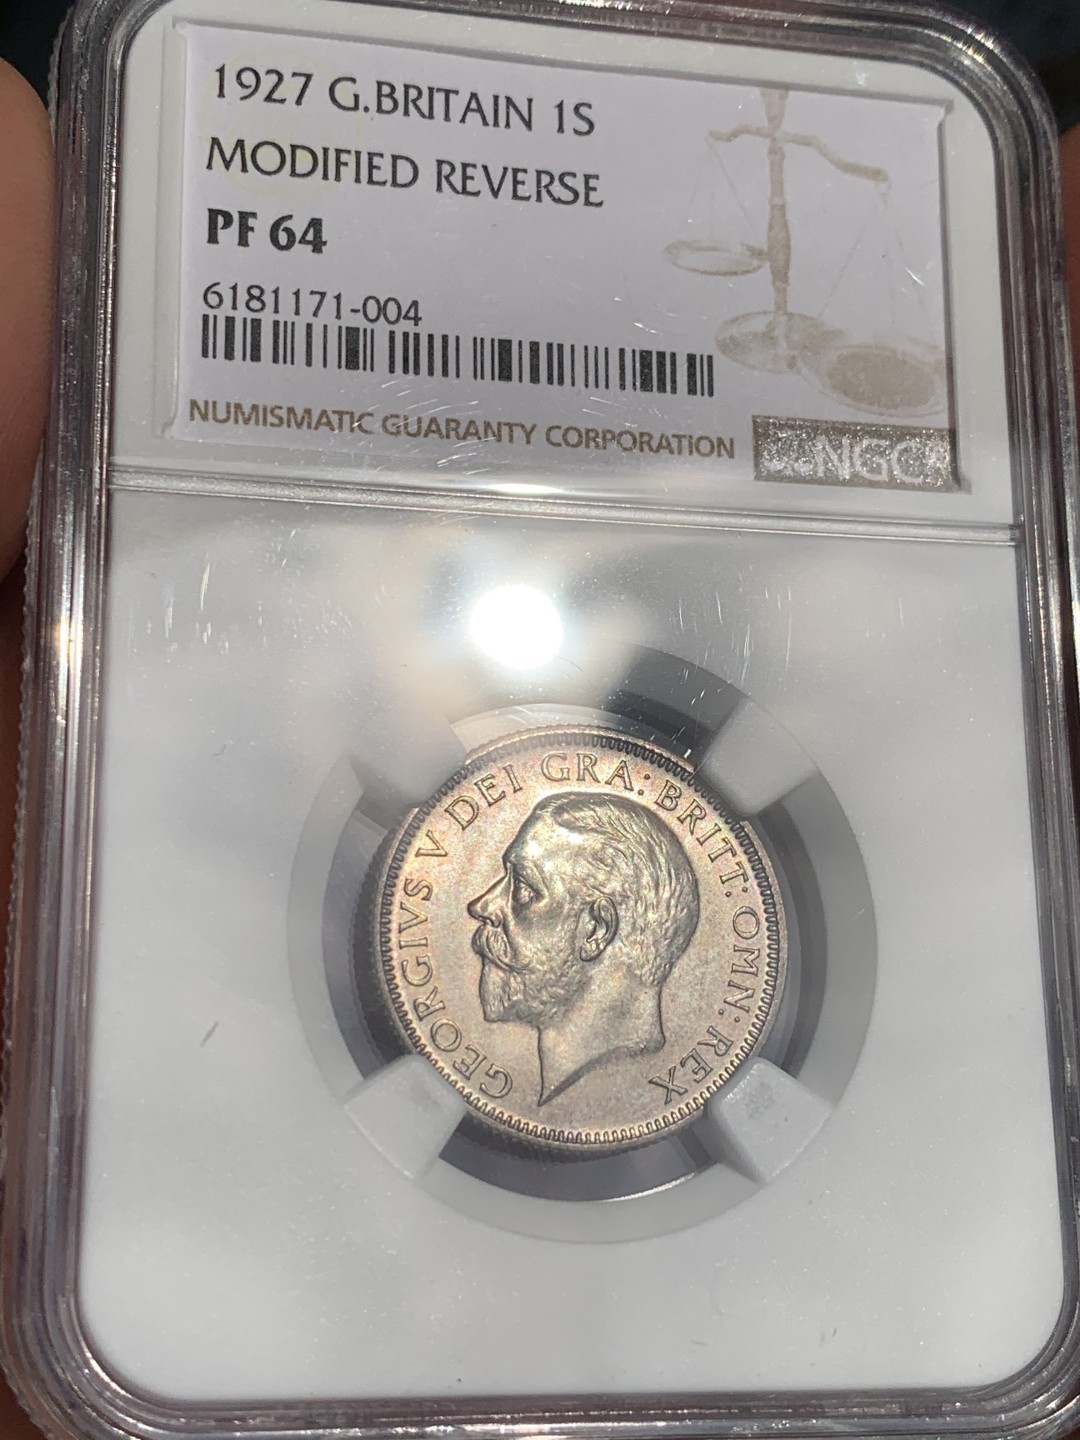 1927 G.BRITAIN 1S
MODIFIED REVERSE
PF 64
6181171-004
NUMISMATIC GUARANTY CORPORATION
NGC
GEORGIVS V DEI GRA: BRITT: OMN: REX